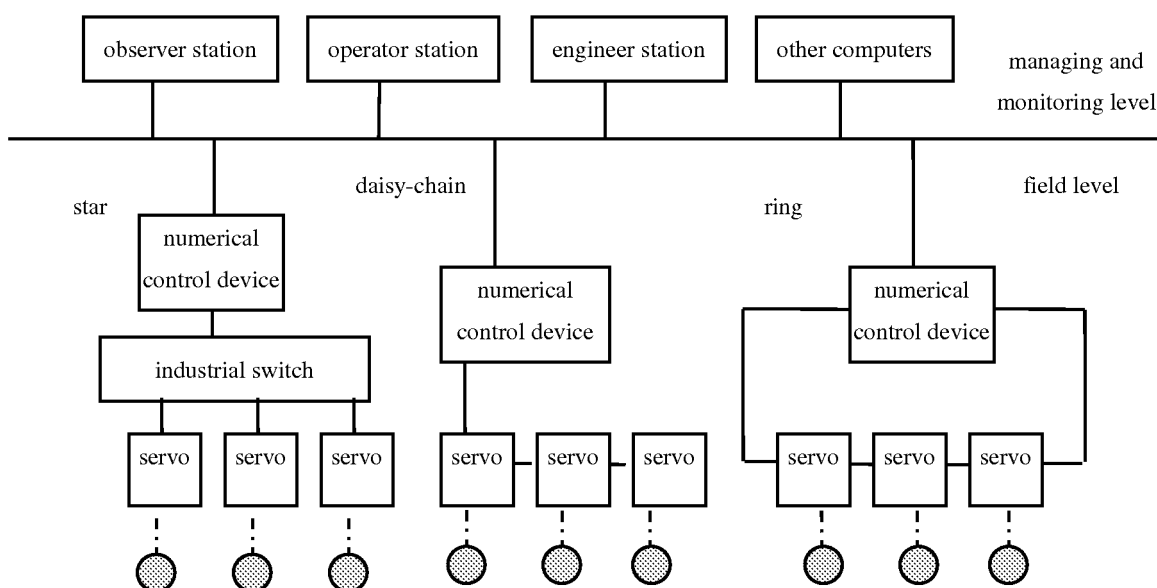 observer station
operator station
engineer station
other computers
managing and
monitoring level
star
daisy-chain
ring
field level
numerical
control device
numerical
control device
numerical
control device
industrial switch
servo
servo
servo
servo
servo
servo
servo
servo
servo